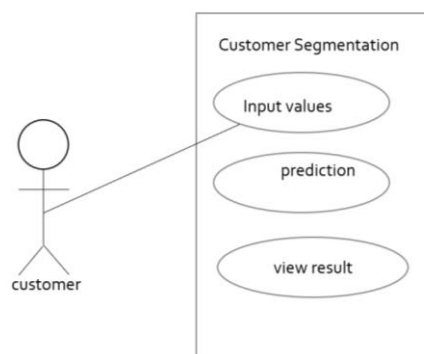 Customer Segmentation
Input values
prediction
view result
customer